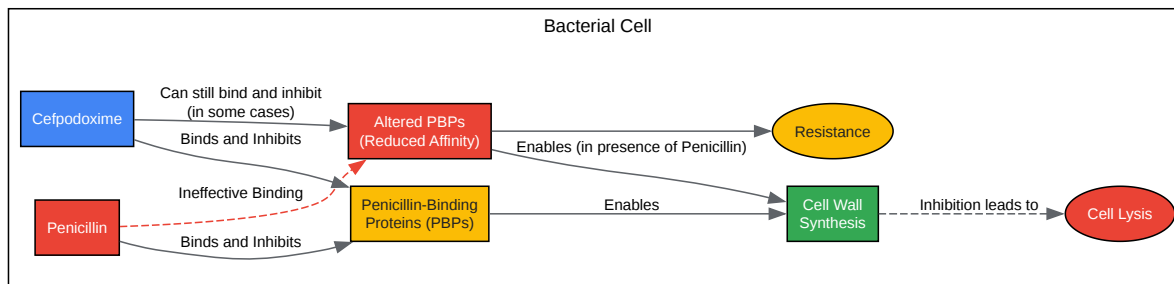 Bacterial Cell
Cefpodoxime
Can still bind and inhibit
(in some cases)
Binds and Inhibits
Altered PBPs
(Reduced Affinity)
Resistance
Enables (in presence of Penicillin)
Ineffective Binding
Penicillin
Binds and Inhibits
Penicillin-Binding
Proteins (PBPs)
Enables
Cell Wall
Synthesis
Inhibition leads to
Cell Lysis